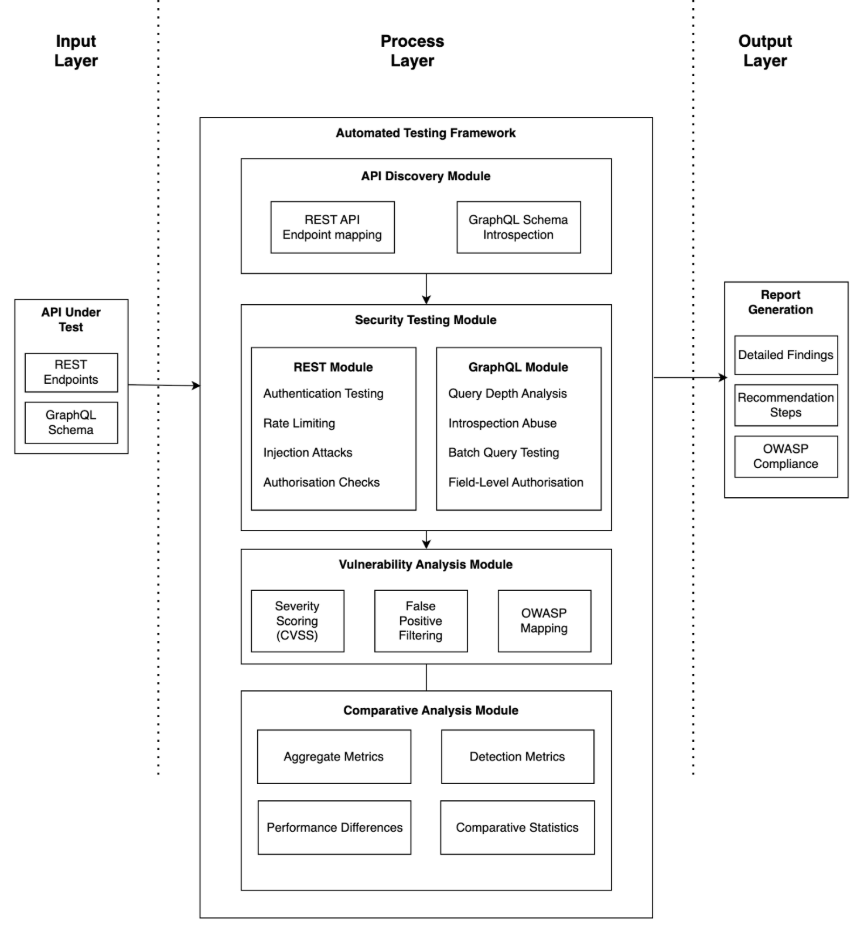 Input
Layer
Process
Layer
Output
Layer
Automated Testing Framework
API Discovery Module
REST API
Endpoint mapping
GraphQL Schema
Introspection
API Under
Test
REST
Endpoints
GraphQL
Schema
Security Testing Module
REST Module
Authentication Testing
Rate Limiting
Injection Attacks
Authorisation Checks
GraphQL Module
Query Depth Analysis
Introspection Abuse
Batch Query Testing
Field-Level Authorisation
Vulnerability Analysis Module
Severity
Scoring
(CVSS)
False
Positive
Filtering
OWASP
Mapping
Comparative Analysis Module
Aggregate Metrics
Detection Metrics
Performance Differences
Comparative Statistics
Report
Generation
Detailed Findings
Recommendation
Steps
OWASP
Compliance